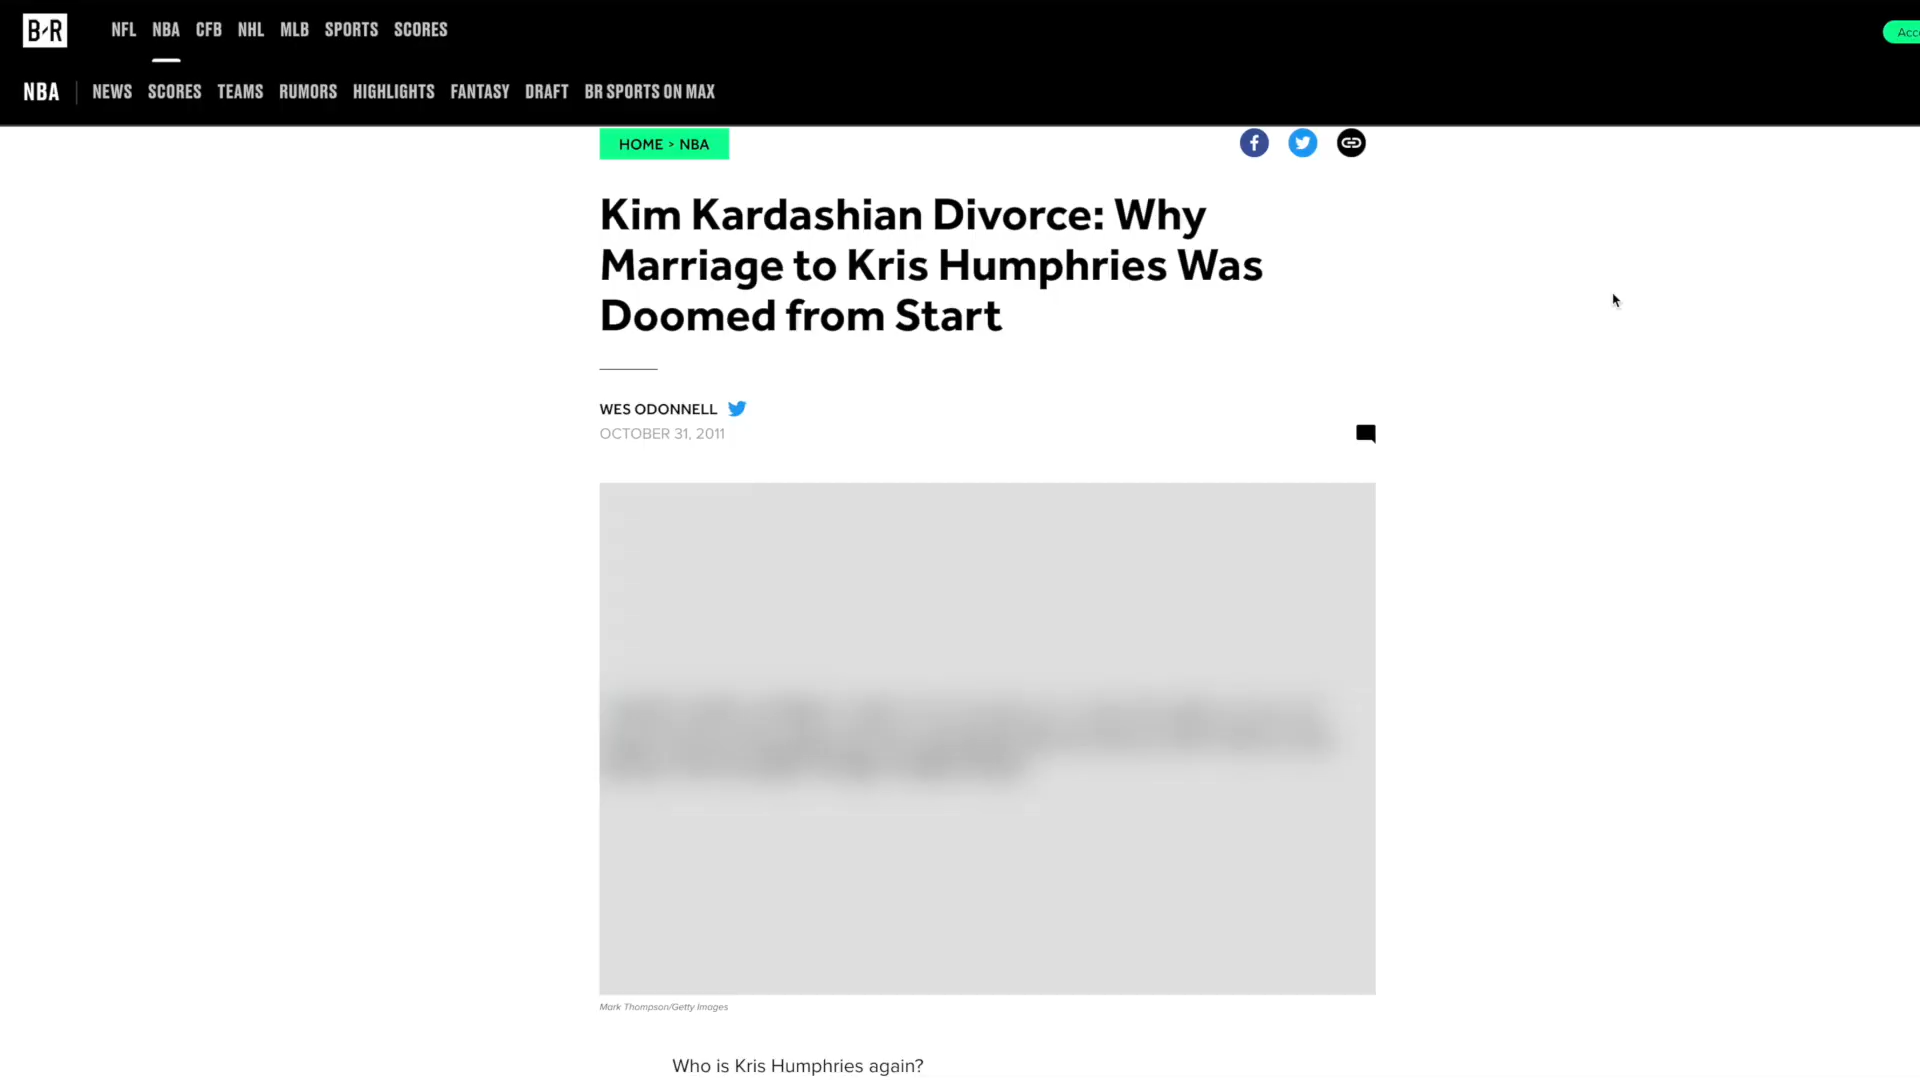 B/R NFL NBA CFB NHL MLB SPORTS SCORES
Acc
NBA NEWS SCORES TEAMS RUMORS HIGHLIGHTS FANTASY DRAFT BR SPORTS ON MAX
HOME > NBA
Kim Kardashian Divorce: Why
Marriage to Kris Humphries Was
Doomed from Start
WES ODONNELL
OCTOBER 31, 2011
Mark Thompson/Getty Images
Who is Kris Humphries again?